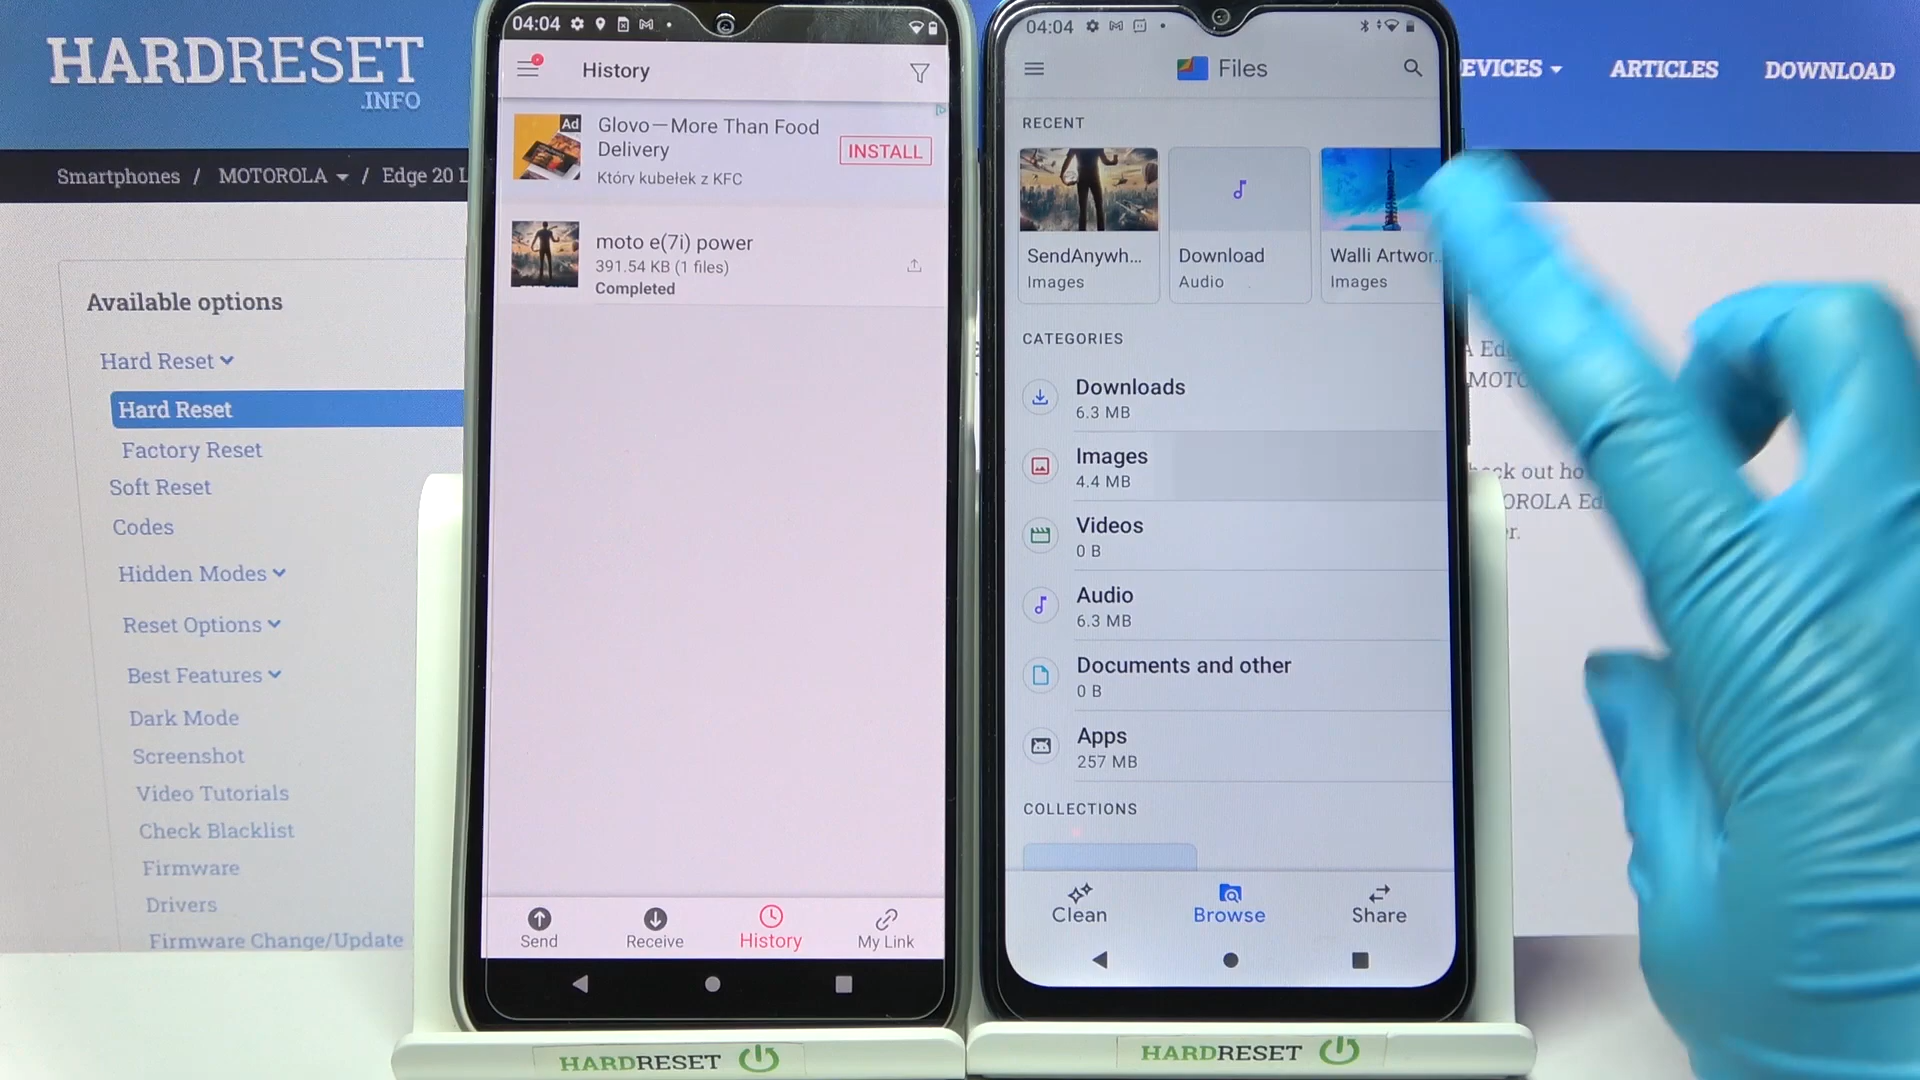 HARDRESET
.INFO
EVICES
ARTICLES
DOWNLOAD
Smartphones / MOTOROLA / Edge 20 L
Available options
Hard Reset
Hard Reset
Factory Reset
Soft Reset
Codes
Hidden Modes
Reset Options
Best Features
Dark Mode
Screenshot
Video Tutorials
Check Blacklist
Firmware
Drivers
Firmware Change/Update
04:04
History
Ad
Glovo—More Than Food
Delivery
Który kubełek z KFC
INSTALL
moto e(7i) power
391.54 KB (1 files)
Completed
Send
Receive
History
My Link
HARDRESET
04:04
Files
RECENT
SendAnywh...
Images
Download
Audio
Walli Artwor...
Images
CATEGORIES
Downloads
6.3 MB
Images
4.4 MB
Videos
0 B
Audio
6.3 MB
Documents and other
0 B
Apps
257 MB
COLLECTIONS
Clean
Browse
Share
HARDRESET